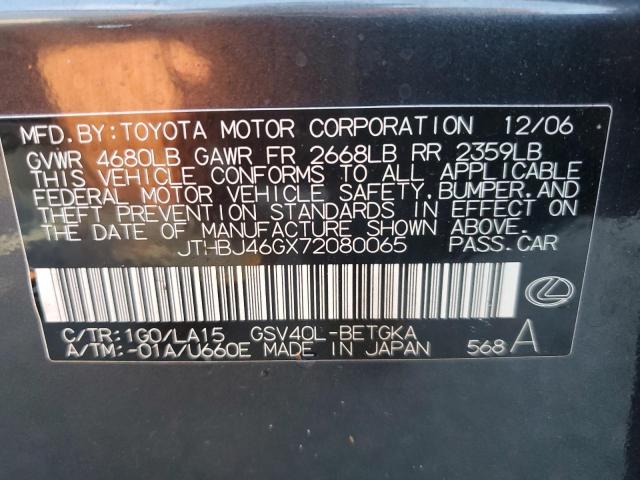 MFD.BY:TOYOTA MOTOR CORPORATION 12/06
GVWR 4680LB GAWR FR 2668LB RR 2359LB
THIS VEHICLE CONFORMS TO ALL APPLICABLE
FEDERAL MOTOR VEHICLE SAFETY, BUMPER, AND
THEFT PREVENTION STANDARDS IN EFFECT ON
THE DATE OF MANUFACTURE SHOWN ABOVE.
JTHBJ46GX72080065 PASS.CAR
C/TR:1G0/LA15 GSV40L-BETGKA
A/TM:-01A/U660E MADE IN JAPAN 568 A